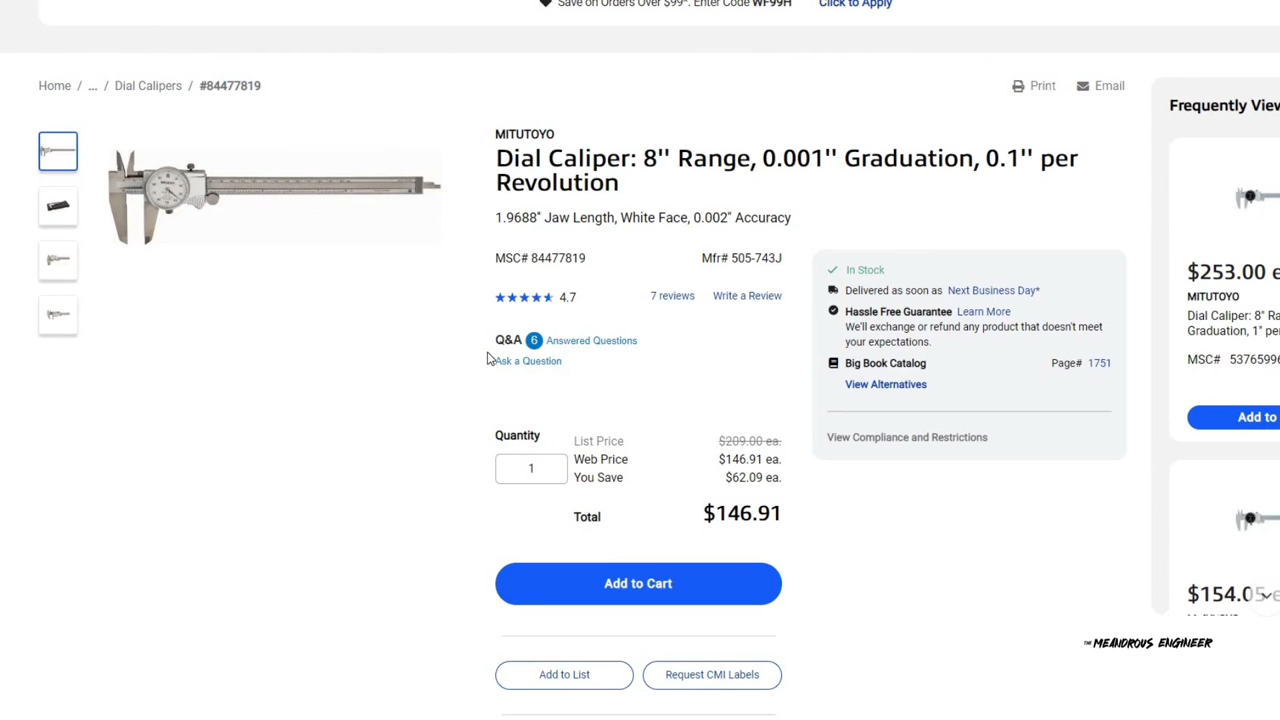 Save on Orders Over $99*. Enter Code WF99H Click to Apply
Home / ... / Dial Calipers / #84477819
Print Email
MITUTOYO
Dial Caliper: 8'' Range, 0.001'' Graduation, 0.1'' per
Revolution
1.9688" Jaw Length, White Face, 0.002" Accuracy
MSC# 84477819 Mfr# 505-743J
4.7 7 reviews Write a Review
Q&A 6 Answered Questions
Ask a Question
Quantity
1
List Price $209.00 ea.
Web Price $146.91 ea.
You Save $62.09 ea.
Total $146.91
Add to Cart
Add to List Request CMI Labels
In Stock
Delivered as soon as Next Business Day*
Hassle Free Guarantee Learn More
We'll exchange or refund any product that doesn't meet
your expectations.
Big Book Catalog Page# 1751
View Alternatives
View Compliance and Restrictions
Frequently View
$253.00 e
MITUTOYO
Dial Caliper: 8" Ra
Graduation, 1" pe
MSC# 5376599
Add to
$154.05 e
THE MEANDROUS ENGINEER